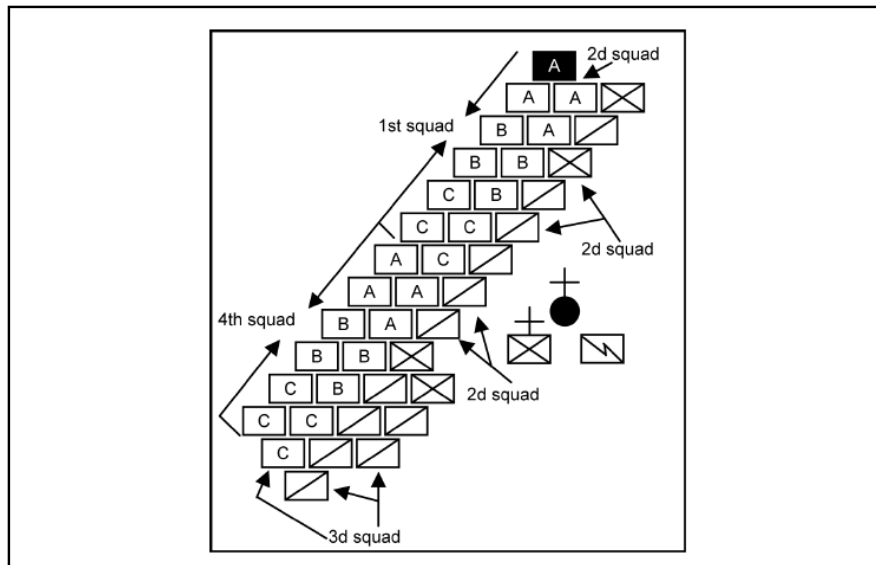 A 2d squad
A A
1st squad B A
B B
C B
C C
2d squad
A C
A A
4th squad B A
B B
C B 2d squad
C C
C
3d squad